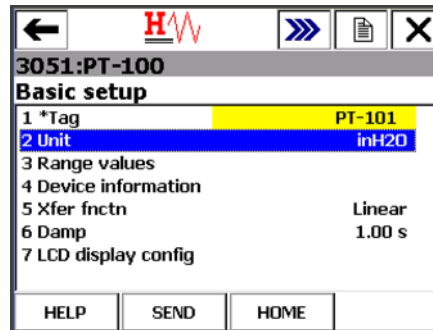 H
3051:PT-100
Basic setup
1 *Tag PT-101
2 Unit inH2O
3 Range values
4 Device information
5 Xfer fnctn Linear
6 Damp 1.00 s
7 LCD display config
HELP SEND HOME